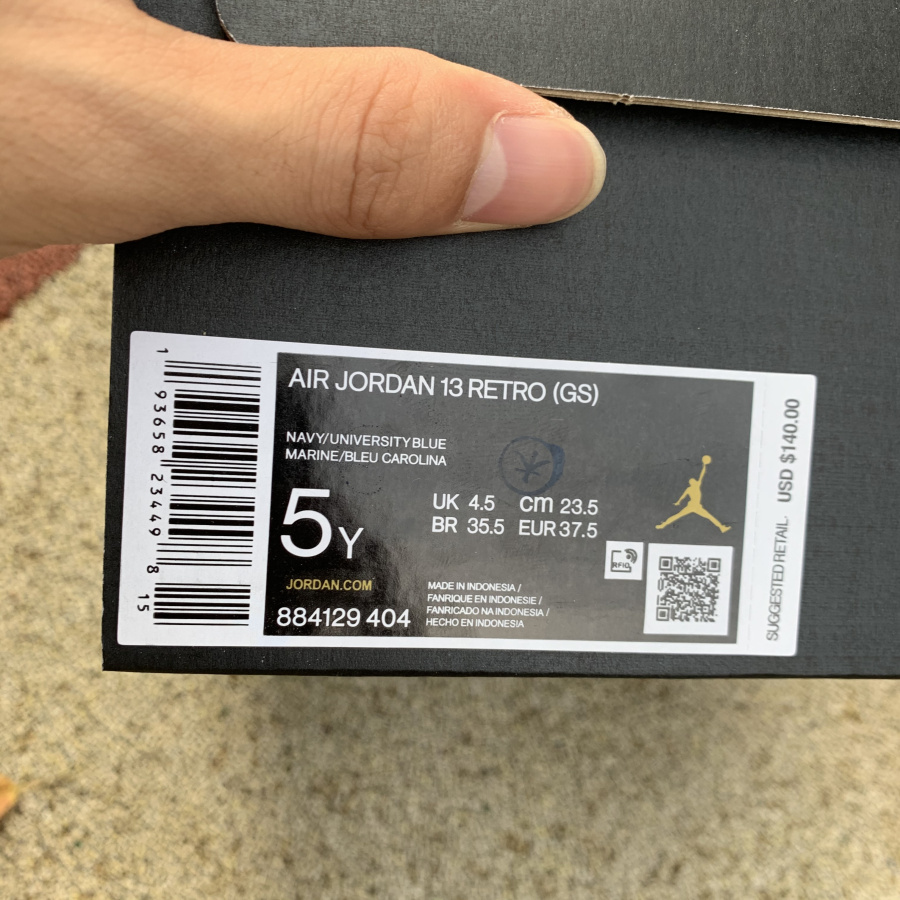 AIR JORDAN 13 RETRO (GS)
NAVY/UNIVERSITY BLUE
MARINE/BLEU CAROLINA
5Y
UK 4.5 cm 23.5
BR 35.5 EUR 37.5
JORDAN.COM
884129 404
MADE IN INDONESIA /
FANRIQUE EN INDONESIE /
FANRICADO NA INDONESIA /
HECHO EN INDONESIA
RFID
1 93658 23449 8 15
SUGGESTED RETAIL USD $140.00